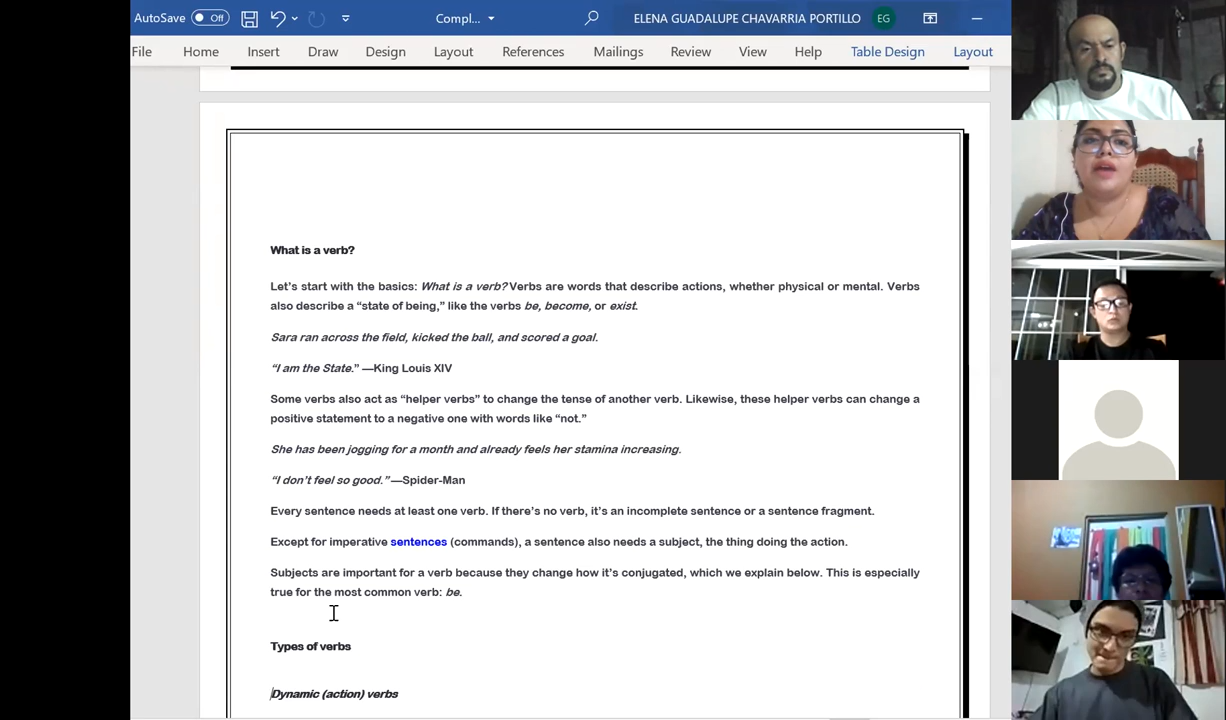 AutoSave Off Compl... ELENA GUADALUPE CHAVARRIA PORTILLO EG
File Home Insert Draw Design Layout References Mailings Review View Help Table Design Layout
What is a verb?
Let's start with the basics: What is a verb? Verbs are words that describe actions, whether physical or mental. Verbs
also describe a “state of being,” like the verbs be, become, or exist.
Sara ran across the field, kicked the ball, and scored a goal.
“I am the State.” —King Louis XIV
Some verbs also act as “helper verbs” to change the tense of another verb. Likewise, these helper verbs can change a
positive statement to a negative one with words like “not.”
She has been jogging for a month and already feels her stamina increasing.
“I don't feel so good.” —Spider-Man
Every sentence needs at least one verb. If there's no verb, it's an incomplete sentence or a sentence fragment.
Except for imperative sentences (commands), a sentence also needs a subject, the thing doing the action.
Subjects are important for a verb because they change how it's conjugated, which we explain below. This is especially
true for the most common verb: be.
Types of verbs
Dynamic (action) verbs